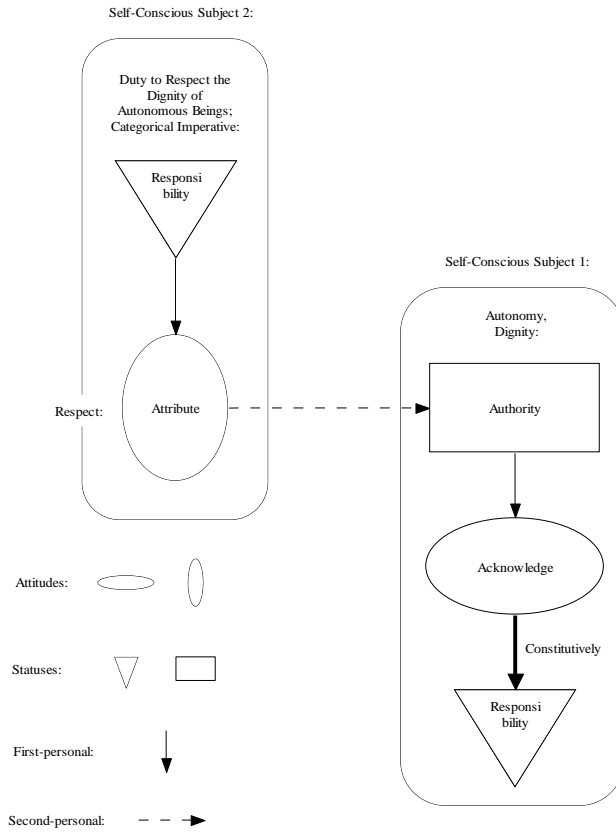 Self-Conscious Subject 2:
Duty to Respect the
Dignity of
Autonomous Beings;
Categorical Imperative:
Responsi
bility
Respect:
Attribute
Self-Conscious Subject 1:
Autonomy,
Dignity:
Authority
Acknowledge
Constitutively
Responsi
bility
Attitudes:
Statuses:
First-personal:
Second-personal: